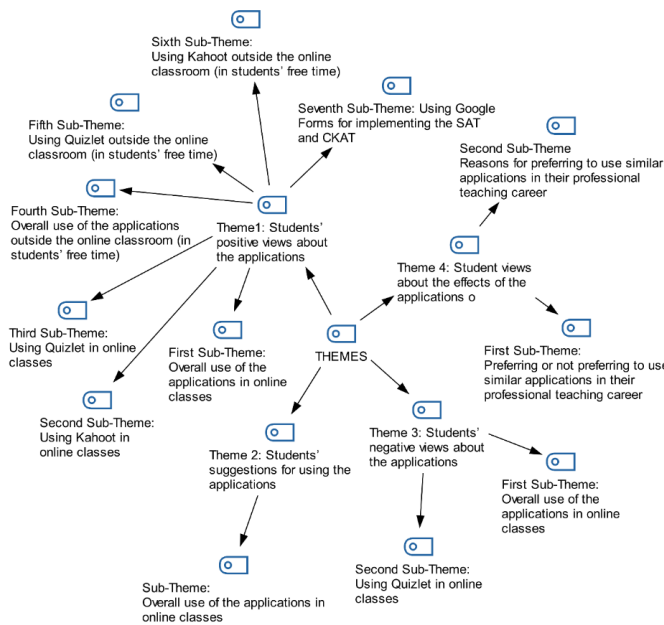 Sixth Sub-Theme:
Using Kahoot outside the online
classroom (in students' free time)
Seventh Sub-Theme: Using Google
Forms for implementing the SAT
and CKAT
Fifth Sub-Theme:
Using Quizlet outside the online
classroom (in students' free time)
Second Sub-Theme
Reasons for preferring to use similar
applications in their professional
teaching career
Fourth Sub-Theme:
Overall use of the applications
outside the online classroom (in
students' free time)
Theme1: Students'
positive views about
the applications
Theme 4: Student views
about the effects of the
applications o
Third Sub-Theme:
Using Quizlet in online
classes
First Sub-Theme:
Overall use of the
applications in online
classes
THEMES
First Sub-Theme:
Preferring or not preferring to use
similar applications in their
professional teaching career
Second Sub-Theme:
Using Kahoot in
online classes
Theme 2: Students'
suggestions for using the
applications
Theme 3: Students'
negative views about
the applications
First Sub-Theme:
Overall use of the
applications in online
classes
Sub-Theme:
Overall use of the applications in
online classes
Second Sub-Theme:
Using Quizlet in online
classes